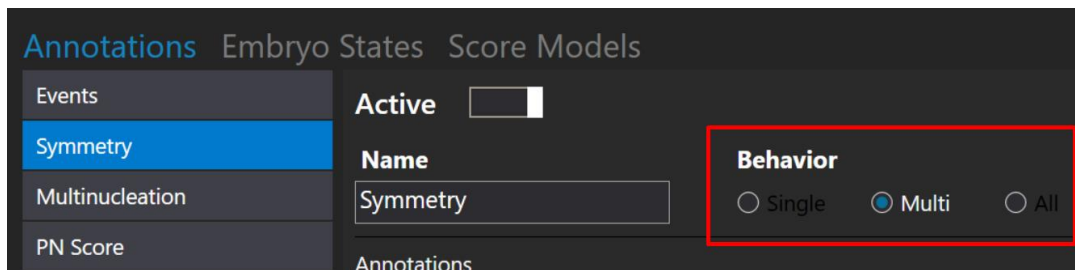 Annotations Embryo States Score Models
Events
Active
Symmetry
Name
Behavior
Multinucleation
Symmetry
Single Multi All
PN Score
Annotations